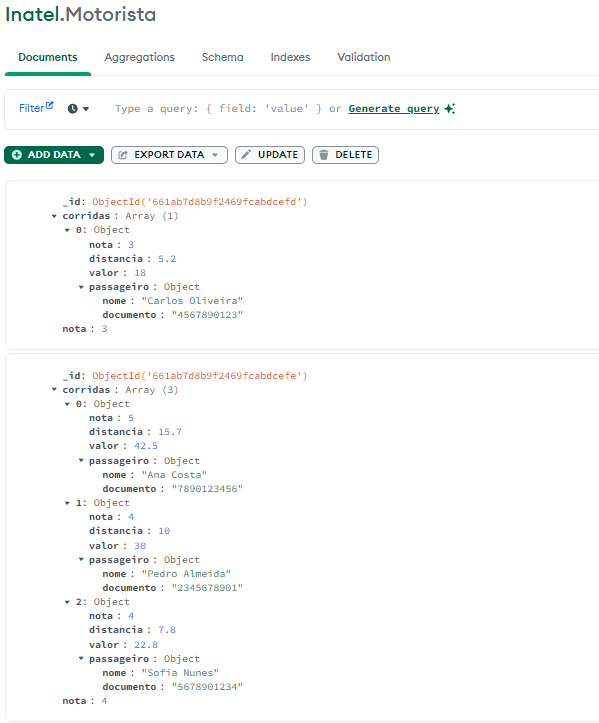 Inatel.Motorista
Documents Aggregations Schema Indexes Validation
Filter Type a query: { field: 'value' } or Generate query
ADD DATA EXPORT DATA UPDATE DELETE
_id: ObjectId('661ab7d8b9f2469fcabdcefd')
corridas : Array (1)
0: Object
nota : 3
distancia : 5.2
valor : 18
passageiro : Object
nome : "Carlos Oliveira"
documento : "4567890123"
nota : 3
_id: ObjectId('661ab7d8b9f2469fcabdcefe')
corridas : Array (3)
0: Object
nota : 5
distancia : 15.7
valor : 42.5
passageiro : Object
nome : "Ana Costa"
documento : "7890123456"
1: Object
nota : 4
distancia : 10
valor : 30
passageiro : Object
nome : "Pedro Almeida"
documento : "2345678901"
2: Object
nota : 4
distancia : 7.8
valor : 22.8
passageiro : Object
nome : "Sofia Nunes"
documento : "5678901234"
nota : 4